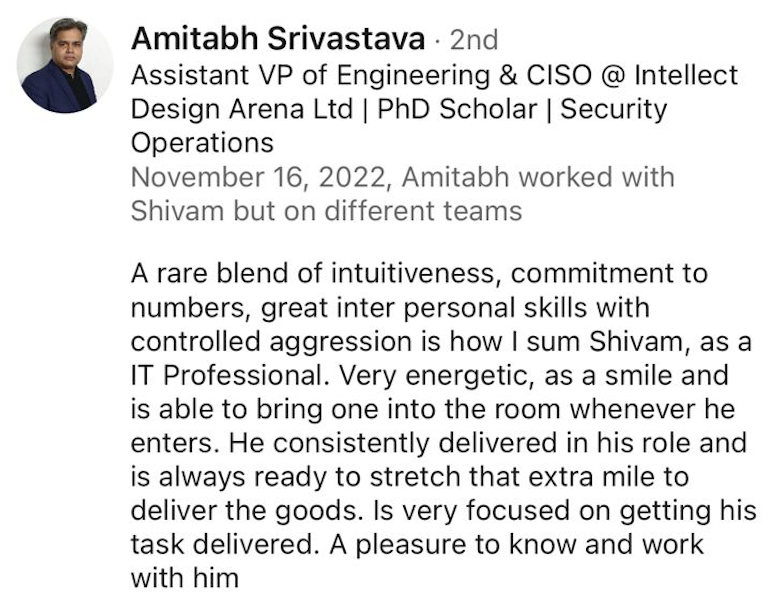 Amitabh Srivastava · 2nd
Assistant VP of Engineering & CISO @ Intellect
Design Arena Ltd | PhD Scholar | Security
Operations
November 16, 2022, Amitabh worked with
Shivam but on different teams
A rare blend of intuitiveness, commitment to
numbers, great inter personal skills with
controlled aggression is how I sum Shivam, as a
IT Professional. Very energetic, as a smile and
is able to bring one into the room whenever he
enters. He consistently delivered in his role and
is always ready to stretch that extra mile to
deliver the goods. Is very focused on getting his
task delivered. A pleasure to know and work
with him